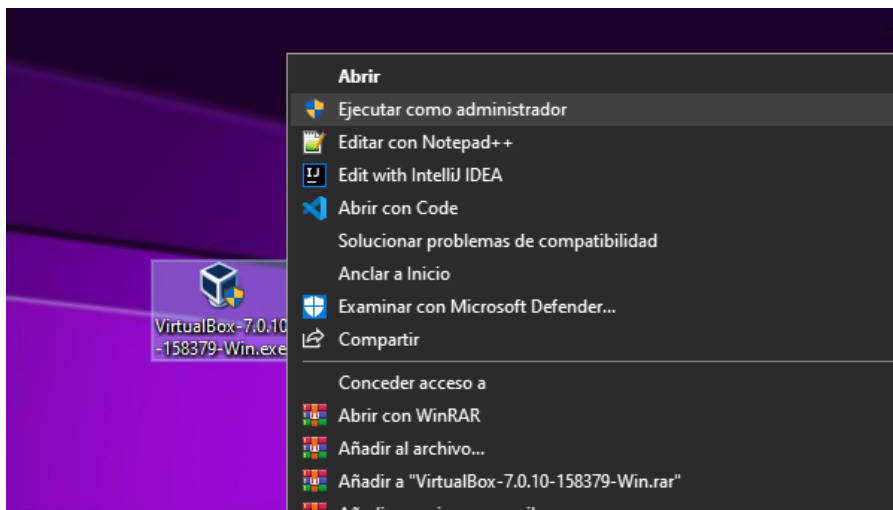 Abrir
Ejecutar como administrador
Editar con Notepad++
Edit with IntelliJ IDEA
Abrir con Code
Solucionar problemas de compatibilidad
Anclar a Inicio
Examinar con Microsoft Defender...
Compartir
Conceder acceso a
Abrir con WinRAR
Añadir al archivo...
Añadir a "VirtualBox-7.0.10-158379-Win.rar"
VirtualBox-7.0.10
-158379-Win.exe